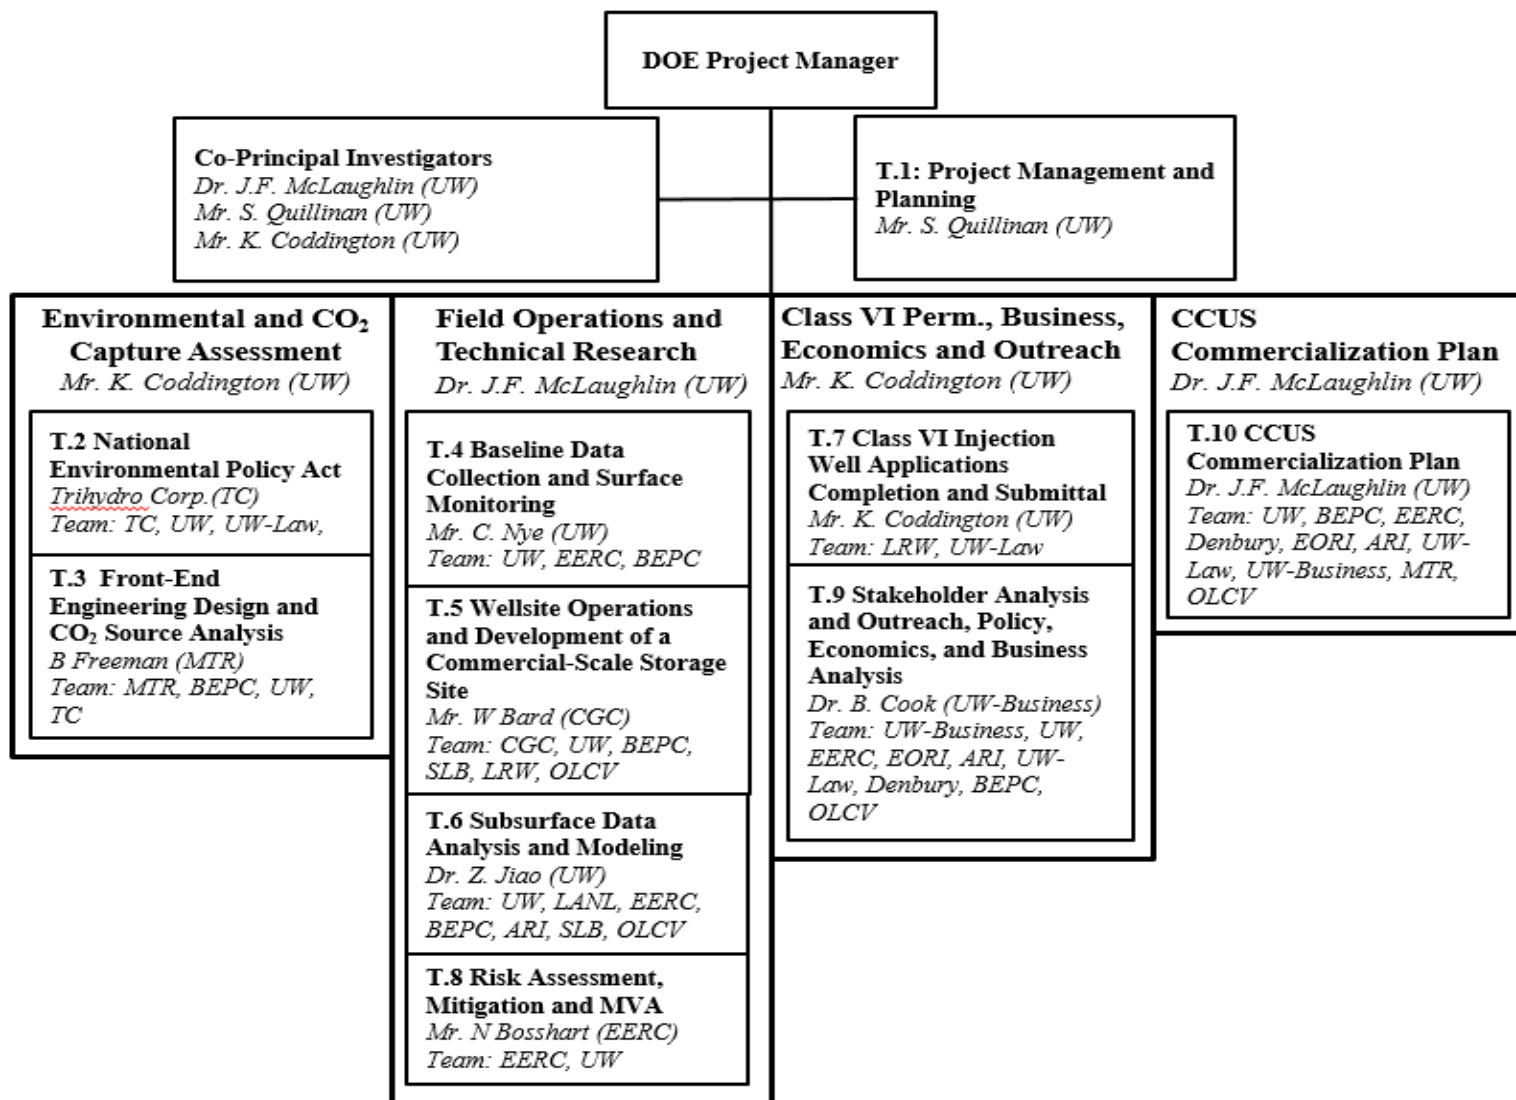 DOE Project Manager
Co-Principal Investigators
Dr. J.F. McLaughlin (UW)
Mr. S. Quillinan (UW)
Mr. K. Coddington (UW)
T.1: Project Management and
Planning
Mr. S. Quillinan (UW)
Environmental and CO₂
Capture Assessment
Mr. K. Coddington (UW)
T.2 National
Environmental Policy Act
Trihydro Corp.(TC)
Team: TC, UW, UW-Law,
T.3 Front-End
Engineering Design and
CO₂ Source Analysis
B Freeman (MTR)
Team: MTR, BEPC, UW,
TC
Field Operations and
Technical Research
Dr. J.F. McLaughlin (UW)
T.4 Baseline Data
Collection and Surface
Monitoring
Mr. C. Nye (UW)
Team: UW, EERC, BEPC
T.5 Wellsite Operations
and Development of a
Commercial-Scale Storage
Site
Mr. W Bard (CGC)
Team: CGC, UW, BEPC,
SLB, LRW, OLCV
T.6 Subsurface Data
Analysis and Modeling
Dr. Z. Jiao (UW)
Team: UW, LANL, EERC,
BEPC, ARI, SLB, OLCV
T.8 Risk Assessment,
Mitigation and MVA
Mr. N Bosshart (EERC)
Team: EERC, UW
Class VI Perm., Business,
Economics and Outreach
Mr. K. Coddington (UW)
T.7 Class VI Injection
Well Applications
Completion and Submittal
Mr. K. Coddington (UW)
Team: LRW, UW-Law
T.9 Stakeholder Analysis
and Outreach, Policy,
Economics, and Business
Analysis
Dr. B. Cook (UW-Business)
Team: UW-Business, UW,
EERC, EORI, ARI, UW-
Law, Denbury, BEPC,
OLCV
CCUS
Commercialization Plan
Dr. J.F. McLaughlin (UW)
T.10 CCUS
Commercialization Plan
Dr. J.F. McLaughlin (UW)
Team: UW, BEPC, EERC,
Denbury, EORI, ARI, UW-
Law, UW-Business, MTR,
OLCV